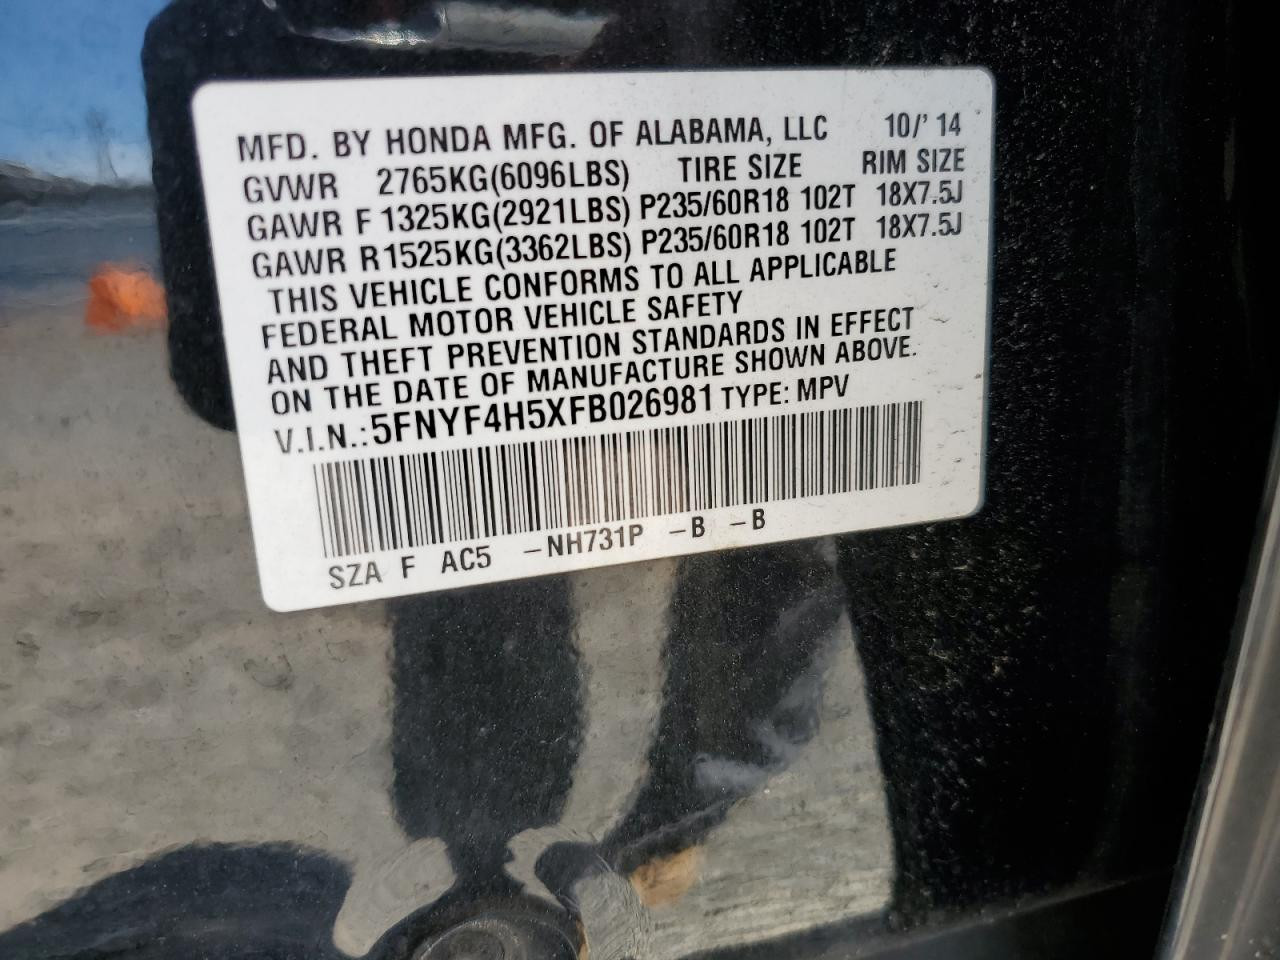 MFD. BY HONDA MFG. OF ALABAMA, LLC 10/' 14
GVWR 2765KG(6096LBS) TIRE SIZE RIM SIZE
GAWR F 1325KG(2921LBS) P235/60R18 102T 18X7.5J
GAWR R1525KG(3362LBS) P235/60R18 102T 18X7.5J
THIS VEHICLE CONFORMS TO ALL APPLICABLE
FEDERAL MOTOR VEHICLE SAFETY
AND THEFT PREVENTION STANDARDS IN EFFECT
ON THE DATE OF MANUFACTURE SHOWN ABOVE.
V.I.N.:5FNYF4H5XFB026981 TYPE: MPV
SZA F AC5 -NH731P -B -B